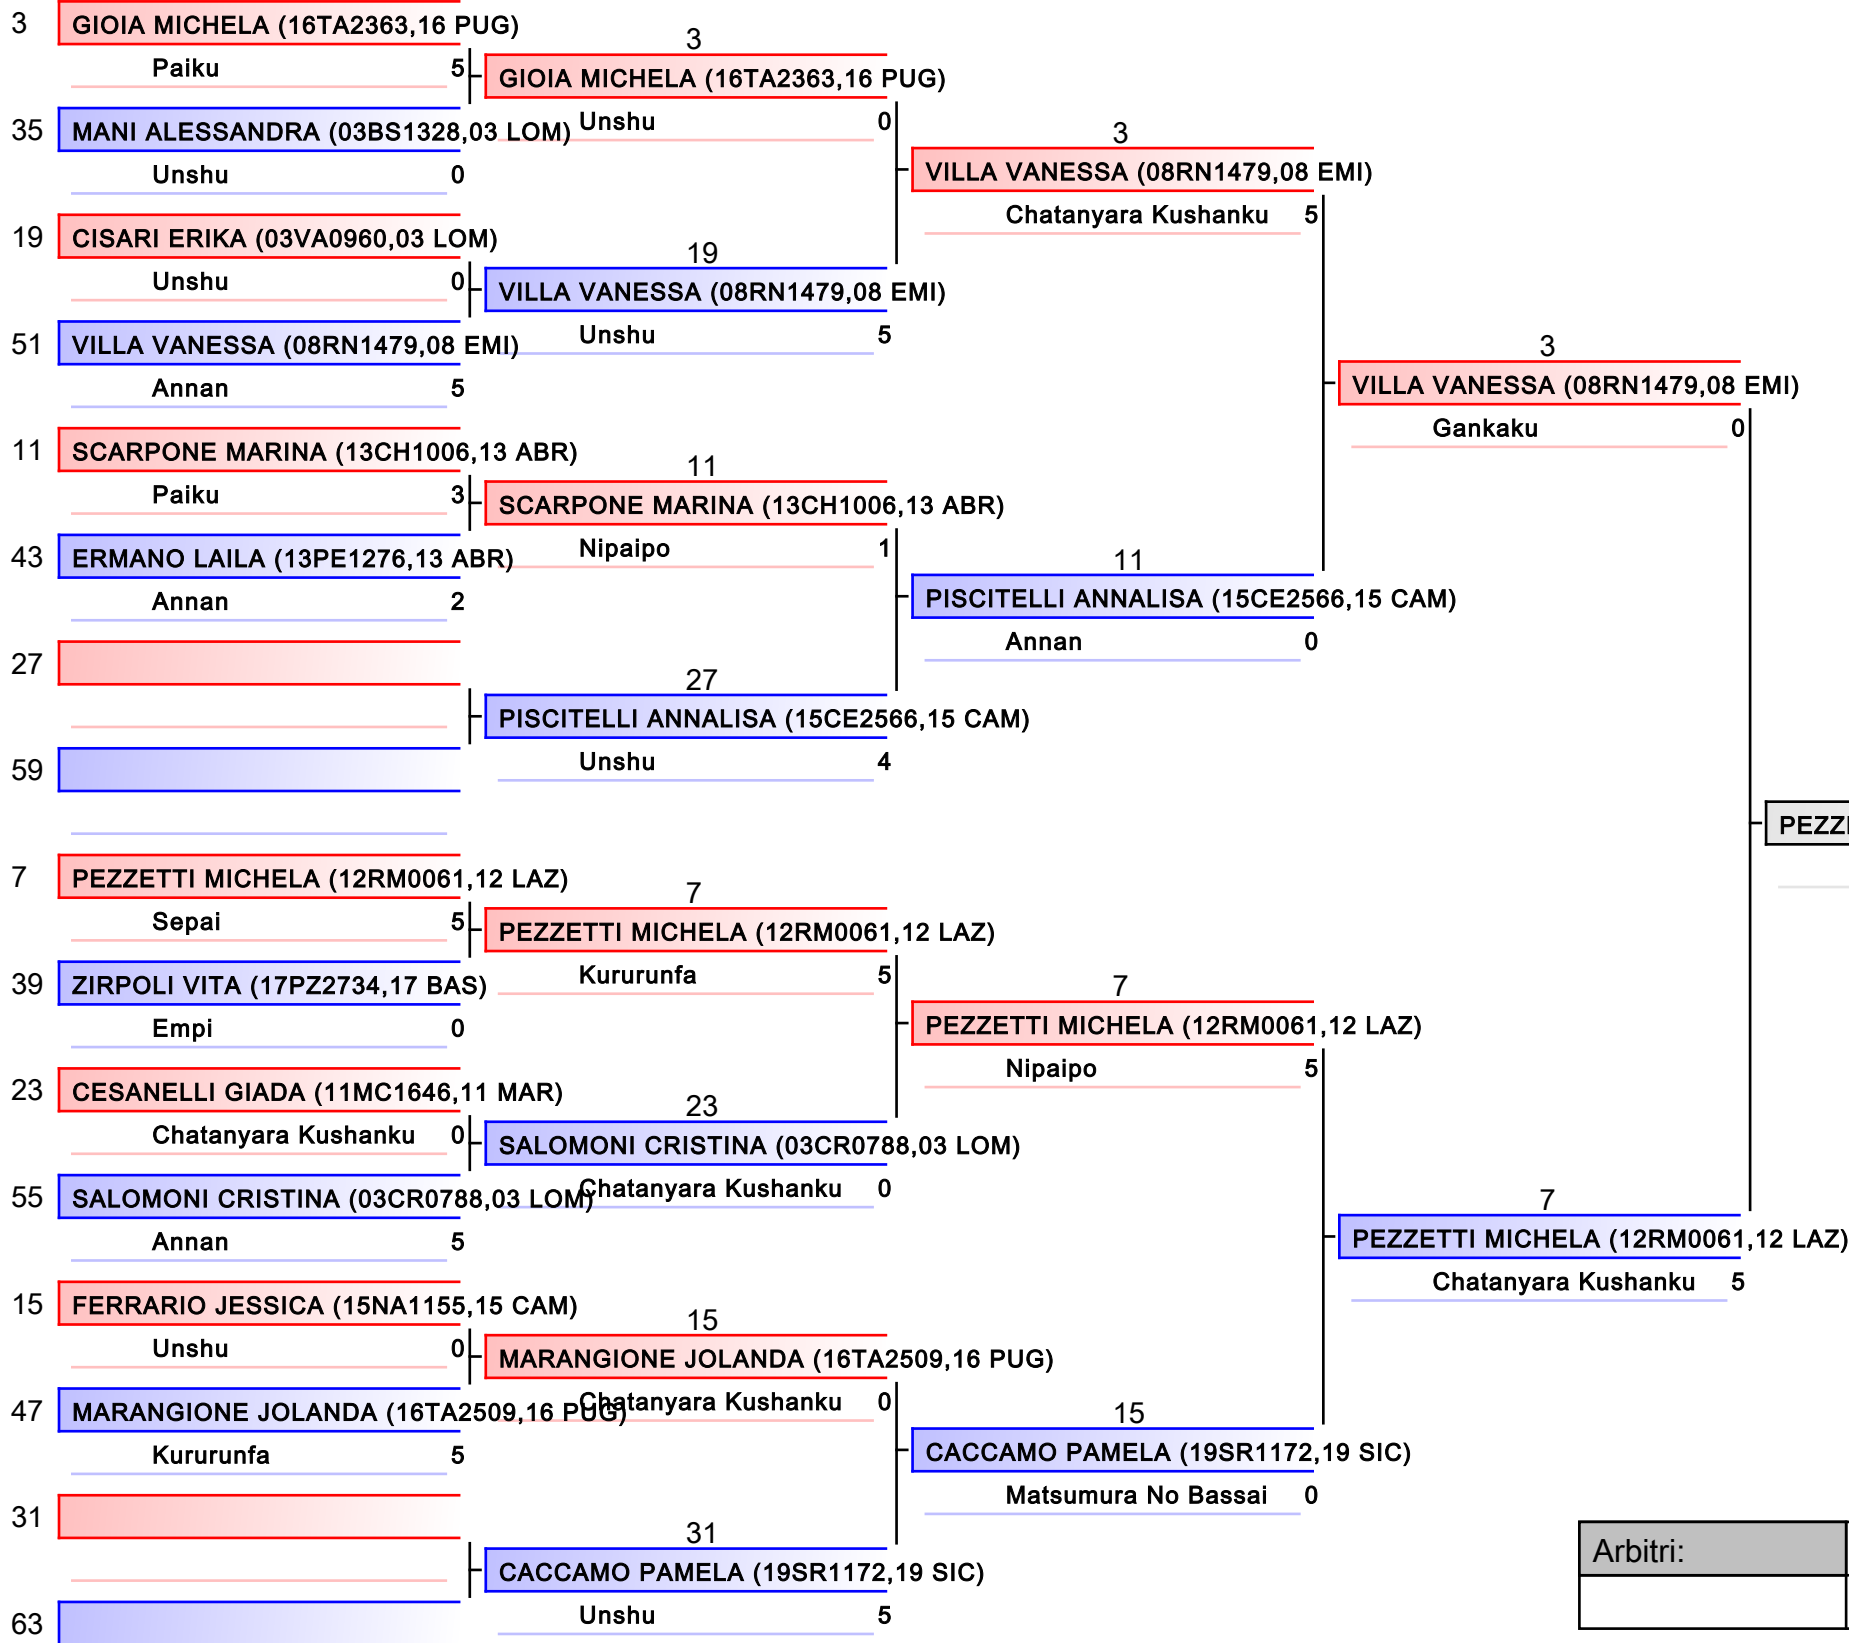 3 GIOIA MICHELA (16TA2363,16 PUG)
Paiku 5
35 MANI ALESSANDRA (03BS1328,03 LOM)
Unshu 0
19 CISARI ERIKA (03VA0960,03 LOM)
Unshu 0
51 VILLA VANESSA (08RN1479,08 EMI)
Annan 5
11 SCARPONE MARINA (13CH1006,13 ABR)
Paiku 3
43 ERMANO LAILA (13PE1276,13 ABR)
Annan 2
27
59
7 PEZZETTI MICHELA (12RM0061,12 LAZ)
Sepai 5
39 ZIRPOLI VITA (17PZ2734,17 BAS)
Empi 0
23 CESANELLI GIADA (11MC1646,11 MAR)
Chatanyara Kushanku 0
55 SALOMONI CRISTINA (03CR0788,03 LOM)
Annan 5
15 FERRARIO JESSICA (15NA1155,15 CAM)
Unshu 0
47 MARANGIONE JOLANDA (16TA2509,16 PUG)
Kururunfa 5
31
63
3
GIOIA MICHELA (16TA2363,16 PUG)
Unshu 0
19
VILLA VANESSA (08RN1479,08 EMI)
Unshu 5
11
SCARPONE MARINA (13CH1006,13 ABR)
Nipaipo 1
27
PISCITELLI ANNALISA (15CE2566,15 CAM)
Unshu 4
7
PEZZETTI MICHELA (12RM0061,12 LAZ)
Kururunfa 5
23
SALOMONI CRISTINA (03CR0788,03 LOM)
Chatanyara Kushanku 0
15
MARANGIONE JOLANDA (16TA2509,16 PUG)
Chatanyara Kushanku 0
31
CACCAMO PAMELA (19SR1172,19 SIC)
Unshu 5
3
VILLA VANESSA (08RN1479,08 EMI)
Chatanyara Kushanku 5
11
PISCITELLI ANNALISA (15CE2566,15 CAM)
Annan 0
7
PEZZETTI MICHELA (12RM0061,12 LAZ)
Nipaipo 5
15
CACCAMO PAMELA (19SR1172,19 SIC)
Matsumura No Bassai 0
3
VILLA VANESSA (08RN1479,08 EMI)
Gankaku 0
7
PEZZETTI MICHELA (12RM0061,12 LAZ)
Chatanyara Kushanku 5
Arbitri: